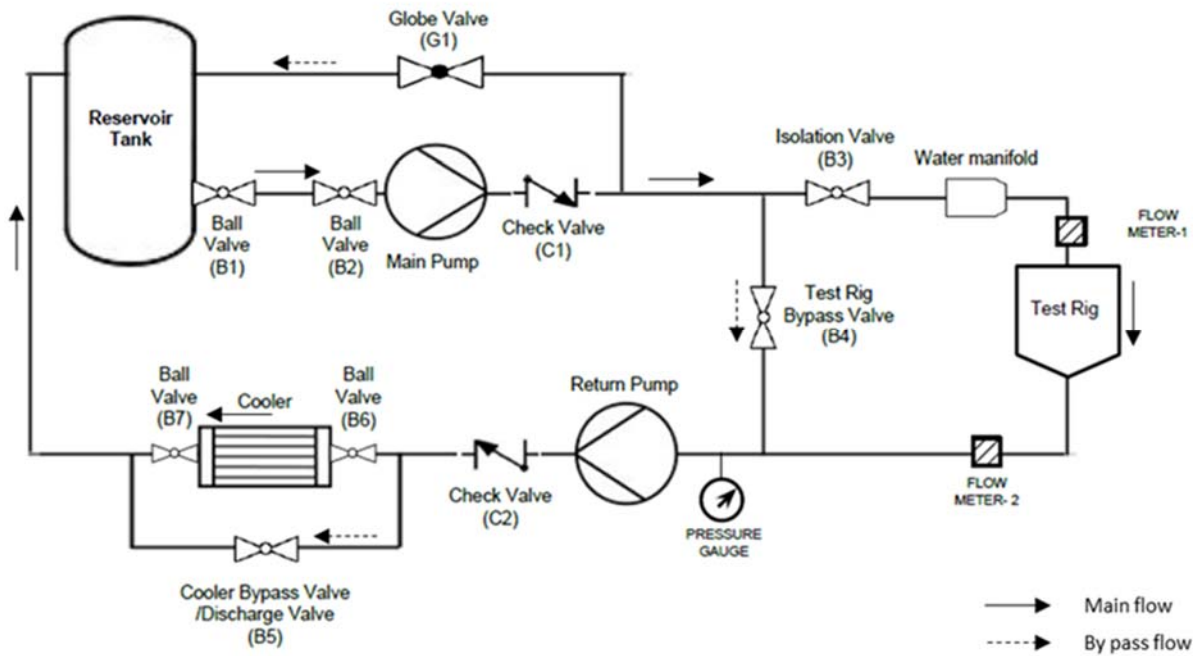 Globe Valve
(G1)
Reservoir
Tank
Isolation Valve
(B3)
Water manifold
Ball
Valve
(B1)
Ball
Valve
(B2)
Main Pump
Check Valve
(C1)
FLOW
METER-1
Test Rig
Bypass Valve
(B4)
Test Rig
Ball
Valve
(B7)
Cooler
Ball
Valve
(B6)
Return Pump
Check Valve
(C2)
PRESSURE
GAUGE
FLOW
METER- 2
Cooler Bypass Valve
/Discharge Valve
(B5)
Main flow
By pass flow